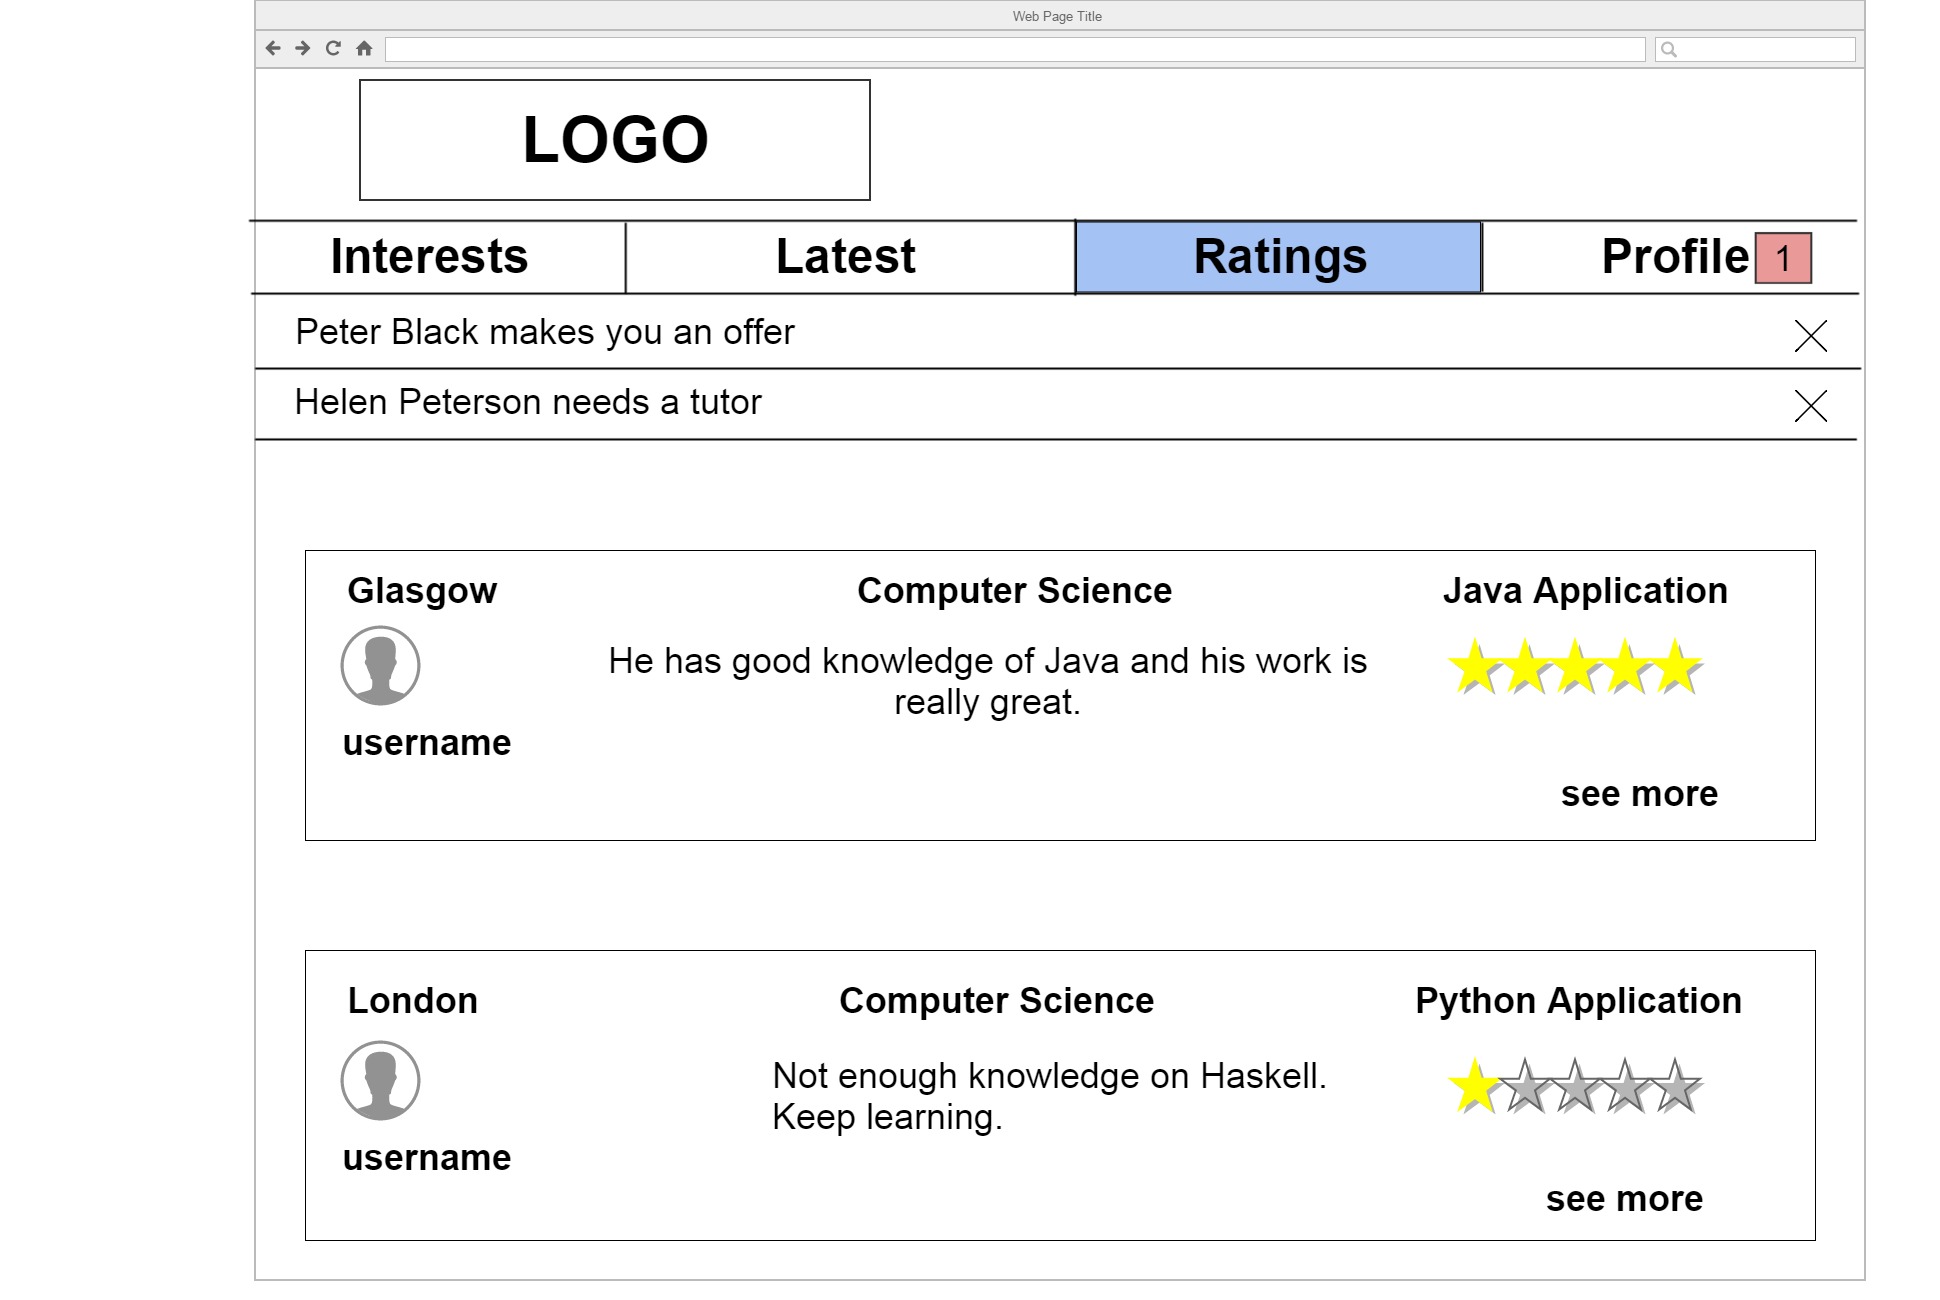 Web Page Title
LOGO
Interests
Latest
Ratings
Profile
1
Peter Black makes you an offer
Helen Peterson needs a tutor
Glasgow
Computer Science
Java Application
He has good knowledge of Java and his work is
really great.
username
see more
London
Computer Science
Python Application
Not enough knowledge on Haskell.
Keep learning.
username
see more